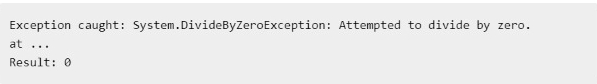 Exception caught: System.DivideByZeroException: Attempted to divide by zero.
at ...
Result: 0